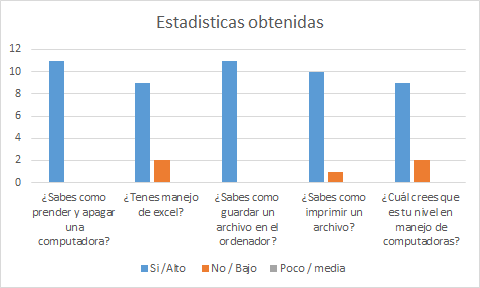 Estadisticas obtenidas
12
10
8
6
4
2
0
¿Sabes como
prender y apagar
una
computadora?
¿Tenes manejo
de excel?
¿Sabes como
guardar un
archivo en el
ordenador?
¿Sabes como
imprimir un
archivo?
¿Cuál crees que
es tu nivel en
manejo de
computadoras?
Si /Alto
No / Bajo
Poco / media